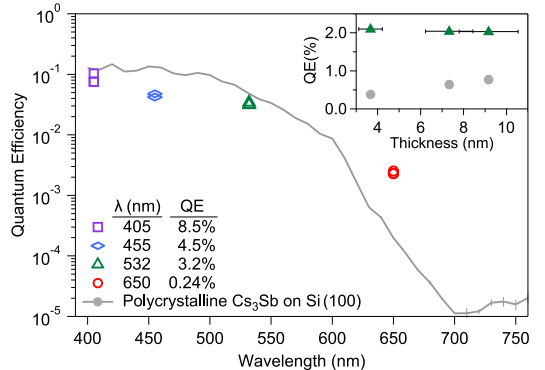 10⁰
10⁻¹
10⁻²
10⁻³
10⁻⁴
10⁻⁵
Quantum Efficiency
400 450 500 550 600 650 700 750
Wavelength (nm)
λ (nm) QE
405 8.5%
455 4.5%
532 3.2%
650 0.24%
Polycrystalline Cs₃Sb on Si (100)
2.0
1.0
0.0
QE(%)
4 6 8 10
Thickness (nm)